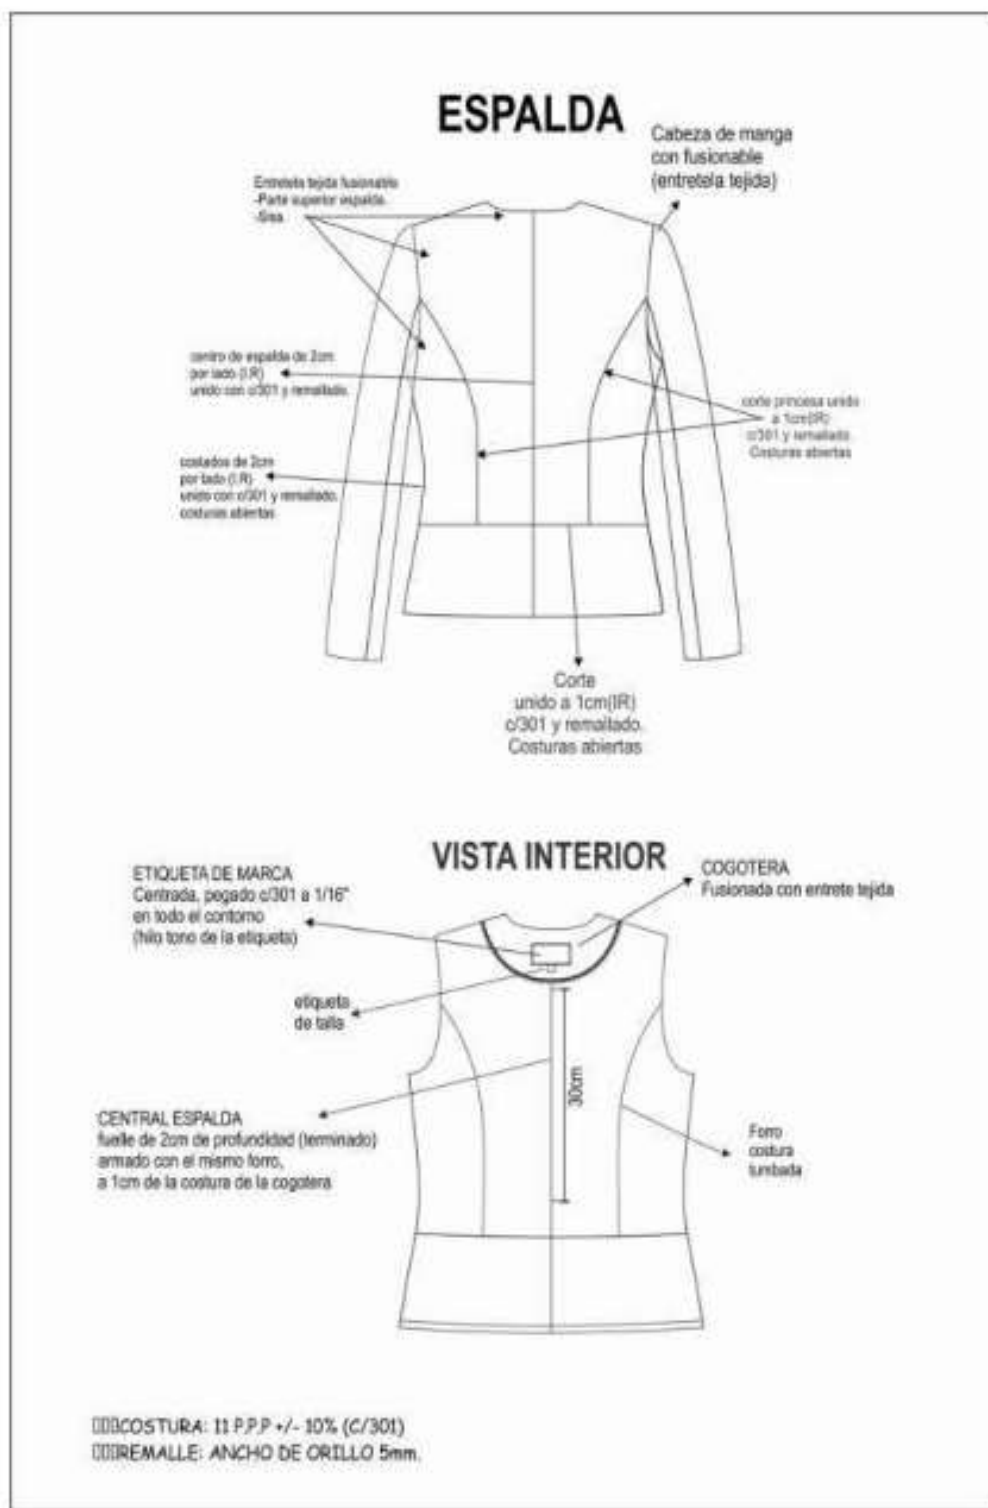 ESPALDA
Cabeza de manga
con fusionable
(entretela tejida)
Entretela tejida fusionable
-Parte superior espalda.
-Sisa
centro de espalda de 2cm
por lado (I.R)
unido con c/301 y remallado.
corte princesa unido
a 1cm(IR)
c/301 y remallado.
Costuras abiertas
costados de 2cm
por lado (I.R)
unido con c/301 y remallado.
costuras abiertas
Corte
unido a 1cm(IR)
c/301 y remallado.
Costuras abiertas
VISTA INTERIOR
ETIQUETA DE MARCA
Centrada, pegado c/301 a 1/16"
en todo el contorno
(hilo tono de la etiqueta)
COGOTERA
Fusionada con entrete tejida
etiqueta
de talla
30cm
CENTRAL ESPALDA
fuelle de 2cm de profundidad (terminado)
armado con el mismo forro,
a 1cm de la costura de la cogotera
Forro
costura
tumbada
COSTURA: 11 P.P.P +/- 10% (C/301)
REMALLE: ANCHO DE ORILLO 5mm.